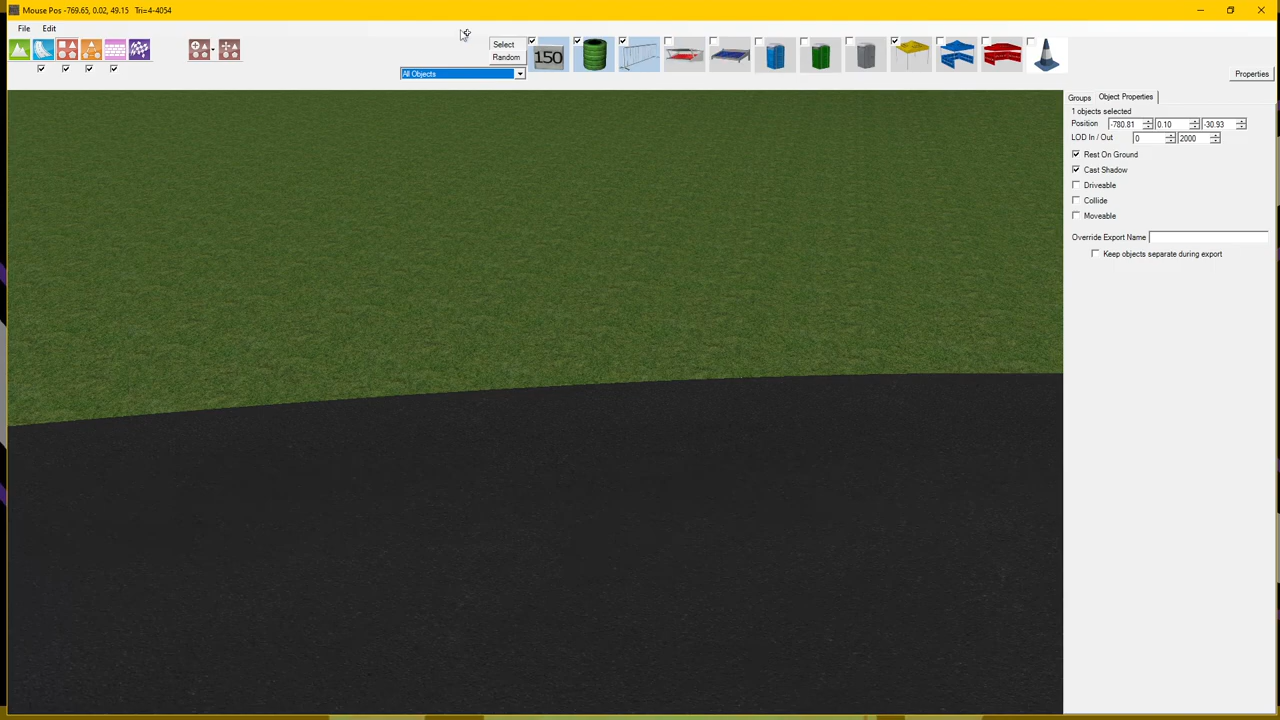 Mouse Pos -769.65, 0.02, 49.15 Tri=4-4054
File Edit
Select
Random
All Objects
150
Properties
Groups Object Properties
1 objects selected
Position -780.81 0.10 -30.93
LOD In / Out 0 2000
Rest On Ground
Cast Shadow
Driveable
Collide
Moveable
Override Export Name
Keep objects separate during export